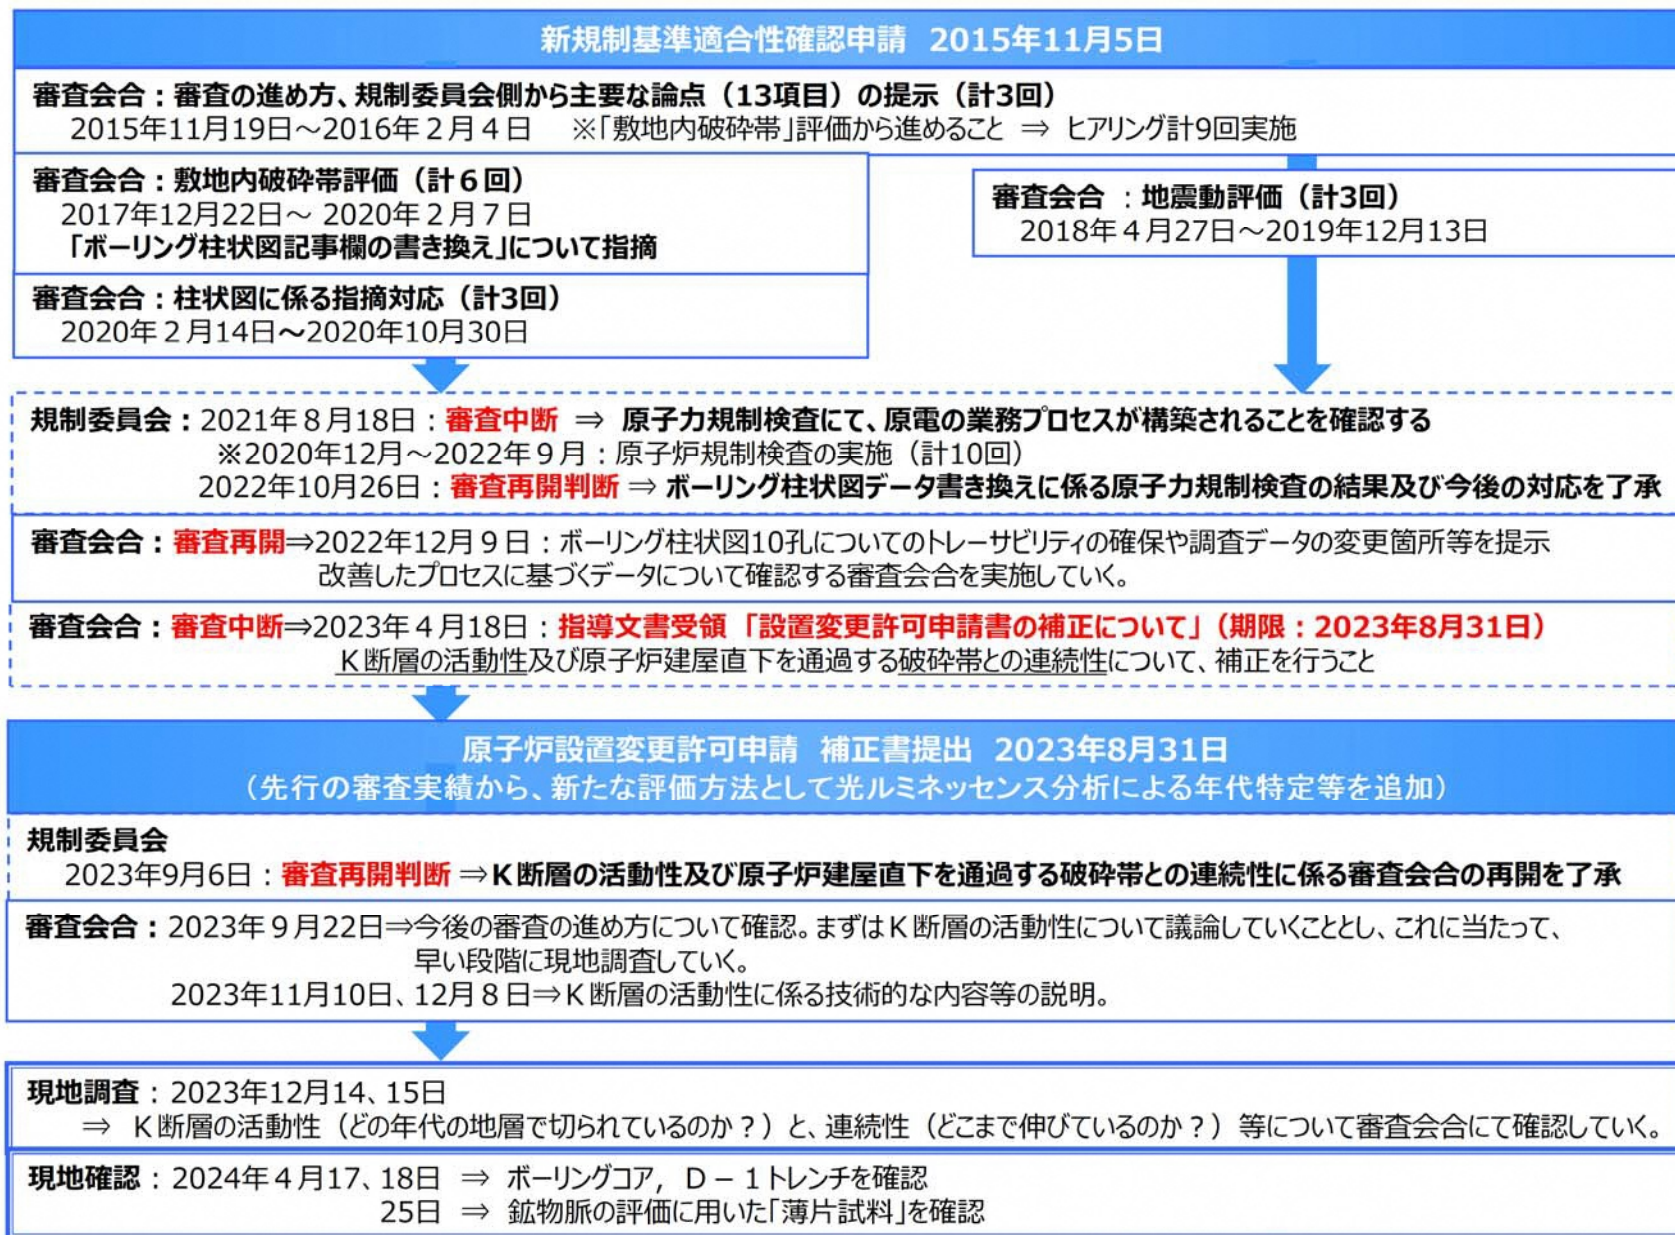 新規制基準適合性確認申請 2015年11月5日
審査会合：審査の進め方、規制委員会側から主要な論点（13項目）の提示（計3回）
2015年11月19日～2016年２月４日 ※「敷地内破砕帯」評価から進めること ⇒ ヒアリング計9回実施
審査会合：敷地内破砕帯評価（計６回）
2017年12月22日～ 2020年２月７日
「ボーリング柱状図記事欄の書き換え」について指摘
審査会合：柱状図に係る指摘対応（計3回）
2020年２月14日～2020年10月30日
審査会合 ：地震動評価（計3回）
2018年４月27日～2019年12月13日
規制委員会：2021年８月18日：審査中断 ⇒ 原子力規制検査にて、原電の業務プロセスが構築されることを確認する
※2020年12月～2022年９月：原子炉規制検査の実施（計10回）
2022年10月26日：審査再開判断 ⇒ ボーリング柱状図データ書き換えに係る原子力規制検査の結果及び今後の対応を了承
審査会合：審査再開⇒2022年12月９日：ボーリング柱状図10孔についてのトレーサビリティの確保や調査データの変更箇所等を提示
改善したプロセスに基づくデータについて確認する審査会合を実施していく。
審査会合：審査中断⇒2023年４月18日：指導文書受領「設置変更許可申請書の補正について」（期限：2023年8月31日）
Ｋ断層の活動性及び原子炉建屋直下を通過する破砕帯との連続性について、補正を行うこと
原子炉設置変更許可申請 補正書提出 2023年8月31日
（先行の審査実績から、新たな評価方法として光ルミネッセンス分析による年代特定等を追加）
規制委員会
2023年9月6日：審査再開判断 ⇒Ｋ断層の活動性及び原子炉建屋直下を通過する破砕帯との連続性に係る審査会合の再開を了承
審査会合：2023年９月22日⇒今後の審査の進め方について確認。まずはＫ断層の活動性について議論していくこととし、これに当たって、
早い段階に現地調査していく。
2023年11月10日、12月８日⇒Ｋ断層の活動性に係る技術的な内容等の説明。
現地調査：2023年12月14、15日
⇒ Ｋ断層の活動性（どの年代の地層で切られているのか？）と、連続性（どこまで伸びているのか？）等について審査会合にて確認していく。
現地確認：2024年４月17、18日 ⇒ ボーリングコア，Ｄ－１トレンチを確認
25日 ⇒ 鉱物脈の評価に用いた「薄片試料」を確認